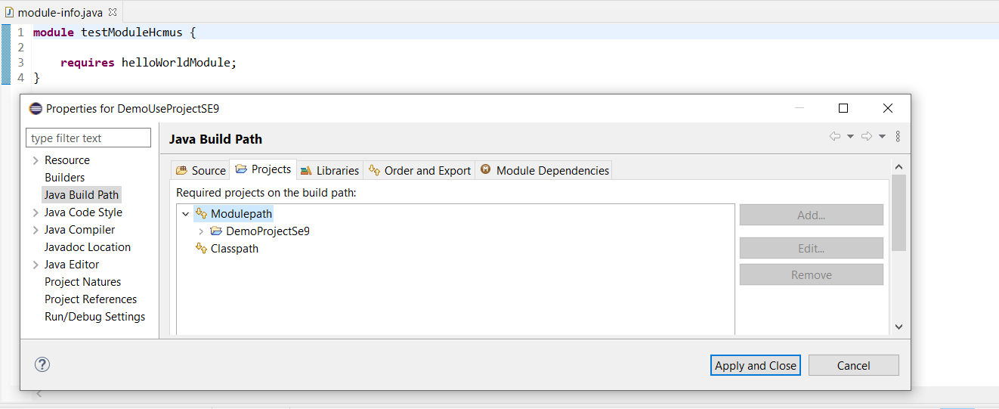 module-info.java
1 module testModuleHcmus {
2
3 requires helloWorldModule;
4 }
Properties for DemoUseProjectSE9
type filter text
Resource
Builders
Java Build Path
Java Code Style
Java Compiler
Javadoc Location
Java Editor
Project Natures
Project References
Run/Debug Settings
Java Build Path
Source Projects Libraries Order and Export Module Dependencies
Required projects on the build path:
Modulepath
DemoProjectSe9
Classpath
Add...
Edit...
Remove
Apply and Close Cancel